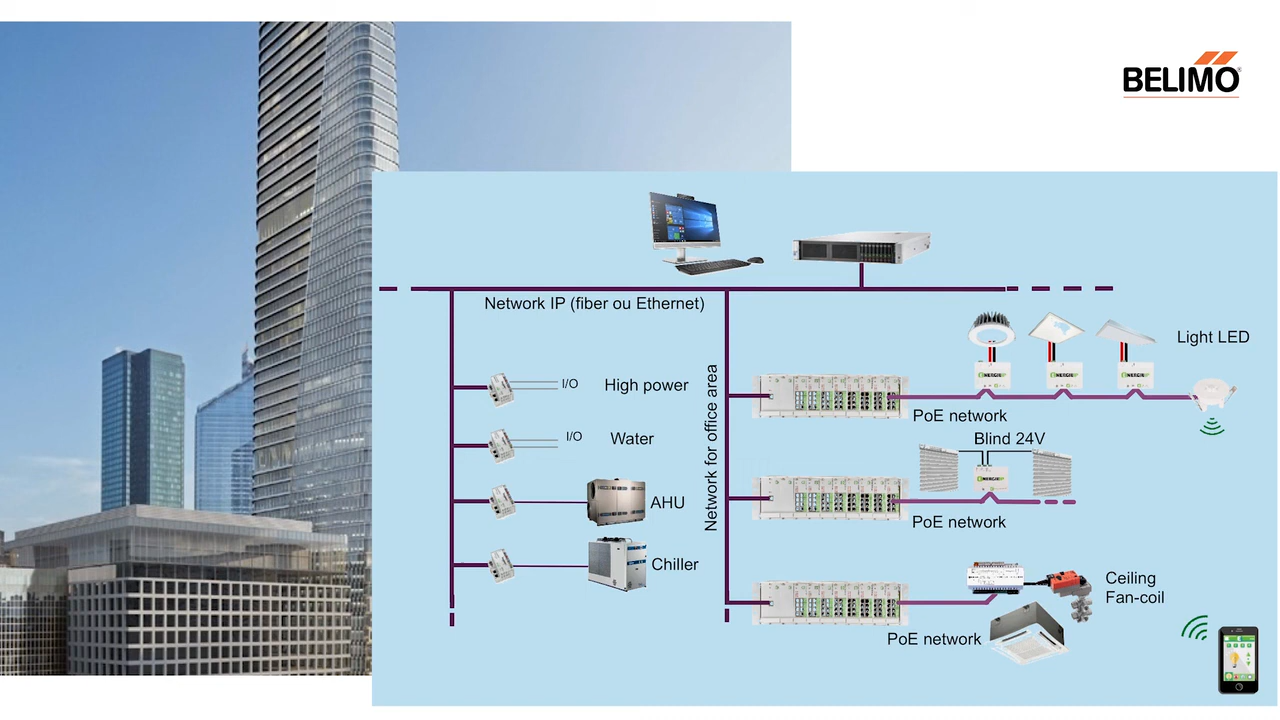 BELIMO
Network IP (fiber ou Ethernet)
Light LED
I/O
High power
Network for office area
PoE network
I/O
Water
Blind 24V
AHU
PoE network
Chiller
Ceiling
Fan-coil
PoE network